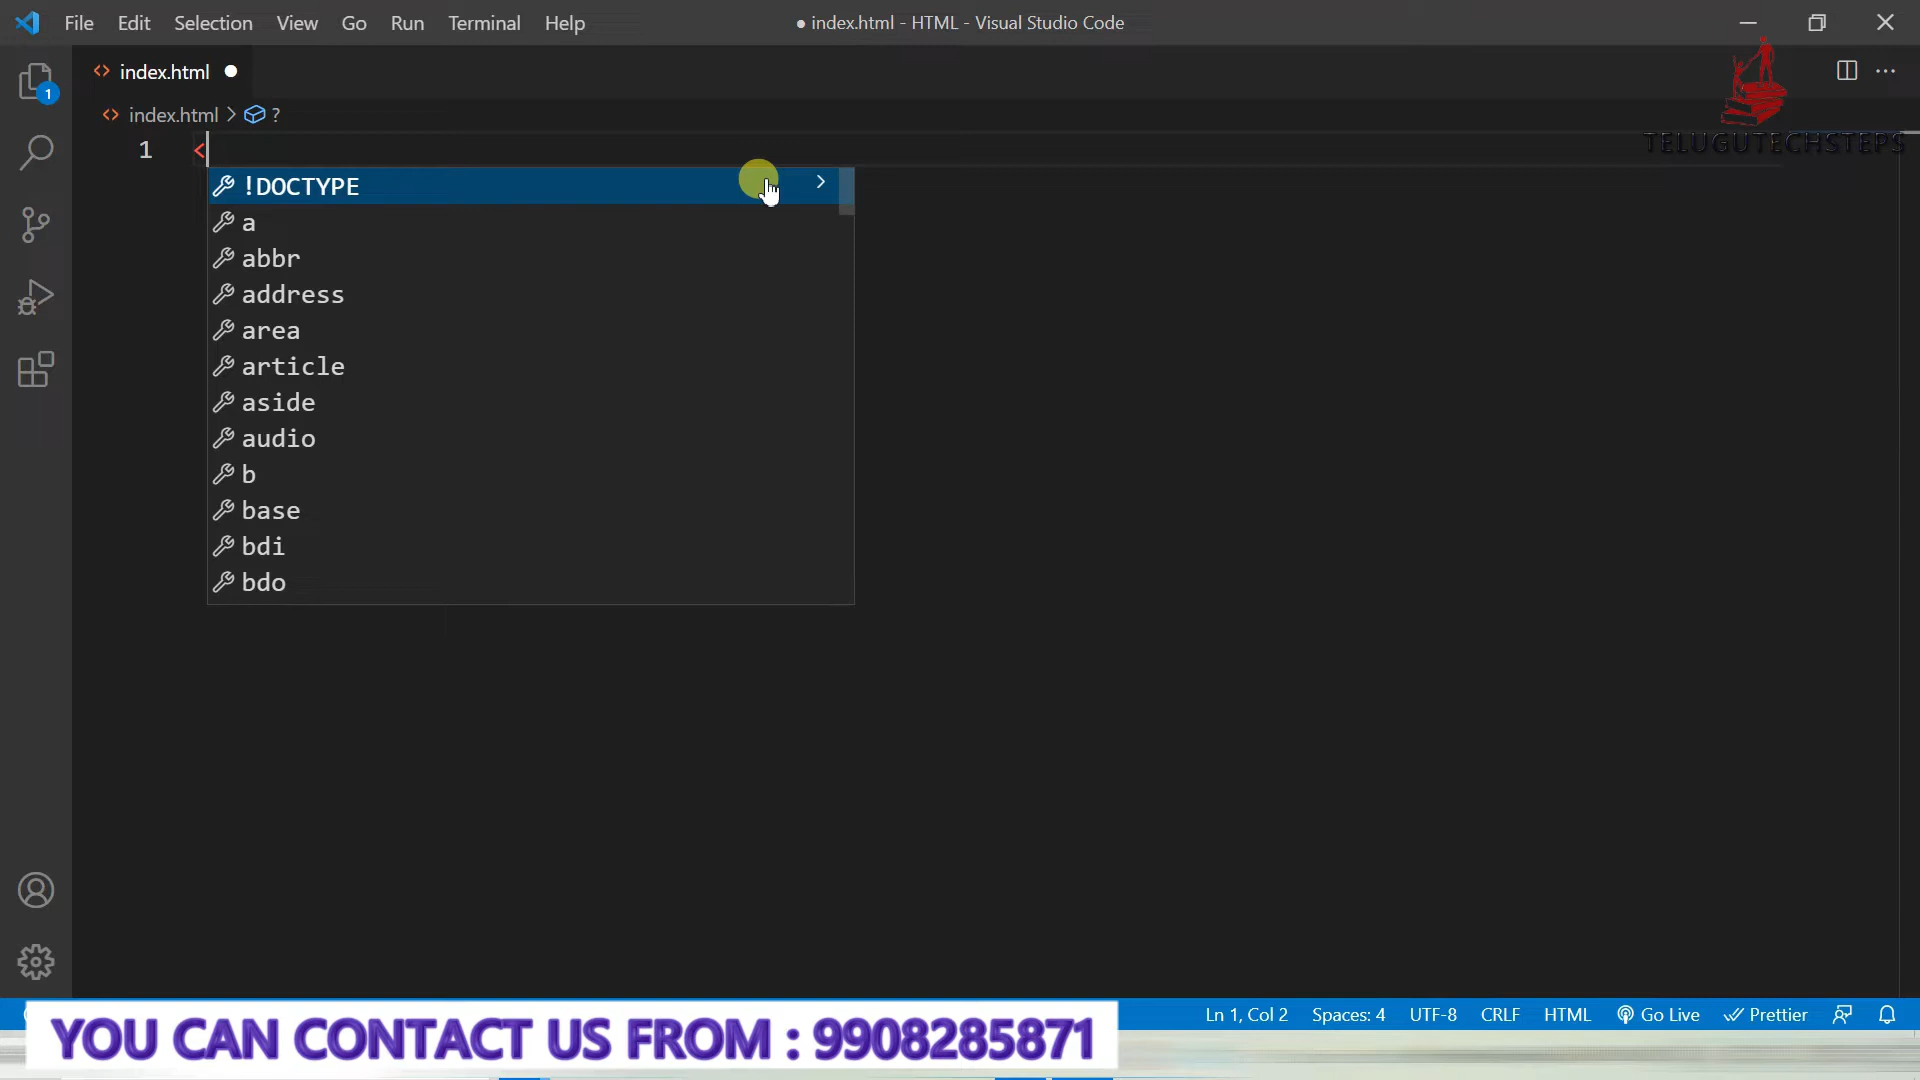 File Edit Selection View Go Run Terminal Help
● index.html - HTML - Visual Studio Code
index.html
TELUGUTECHSTEPS
1
index.html > ?
1 <
!DOCTYPE
a
abbr
address
area
article
aside
audio
b
base
bdi
bdo
Ln 1, Col 2 Spaces: 4 UTF-8 CRLF HTML Go Live Prettier
YOU CAN CONTACT US FROM : 9908285871